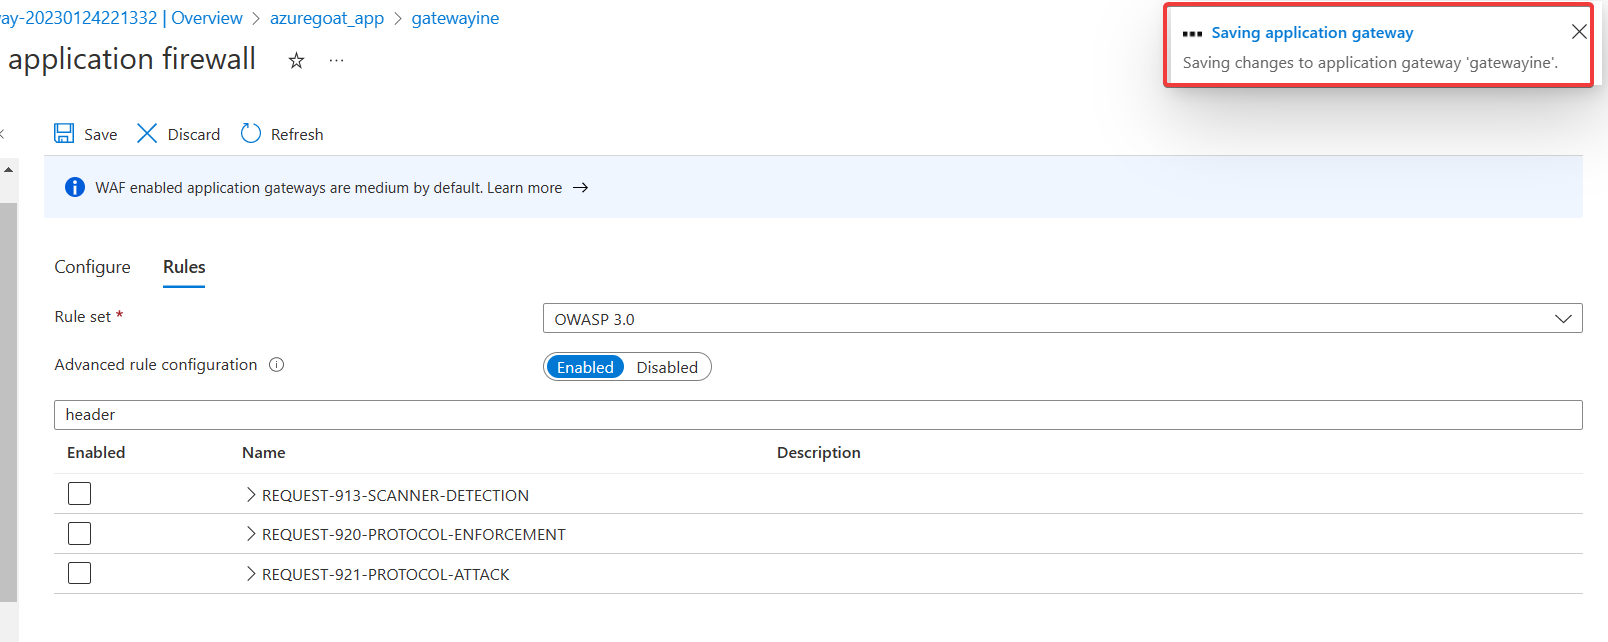 ay-20230124221332 | Overview > azuregoat_app > gatewayine
application firewall
Saving application gateway
Saving changes to application gateway 'gatewayine'.
Save Discard Refresh
WAF enabled application gateways are medium by default. Learn more →
Configure Rules
Rule set *
OWASP 3.0
Advanced rule configuration
Enabled Disabled
header
Enabled Name Description
REQUEST-913-SCANNER-DETECTION
REQUEST-920-PROTOCOL-ENFORCEMENT
REQUEST-921-PROTOCOL-ATTACK